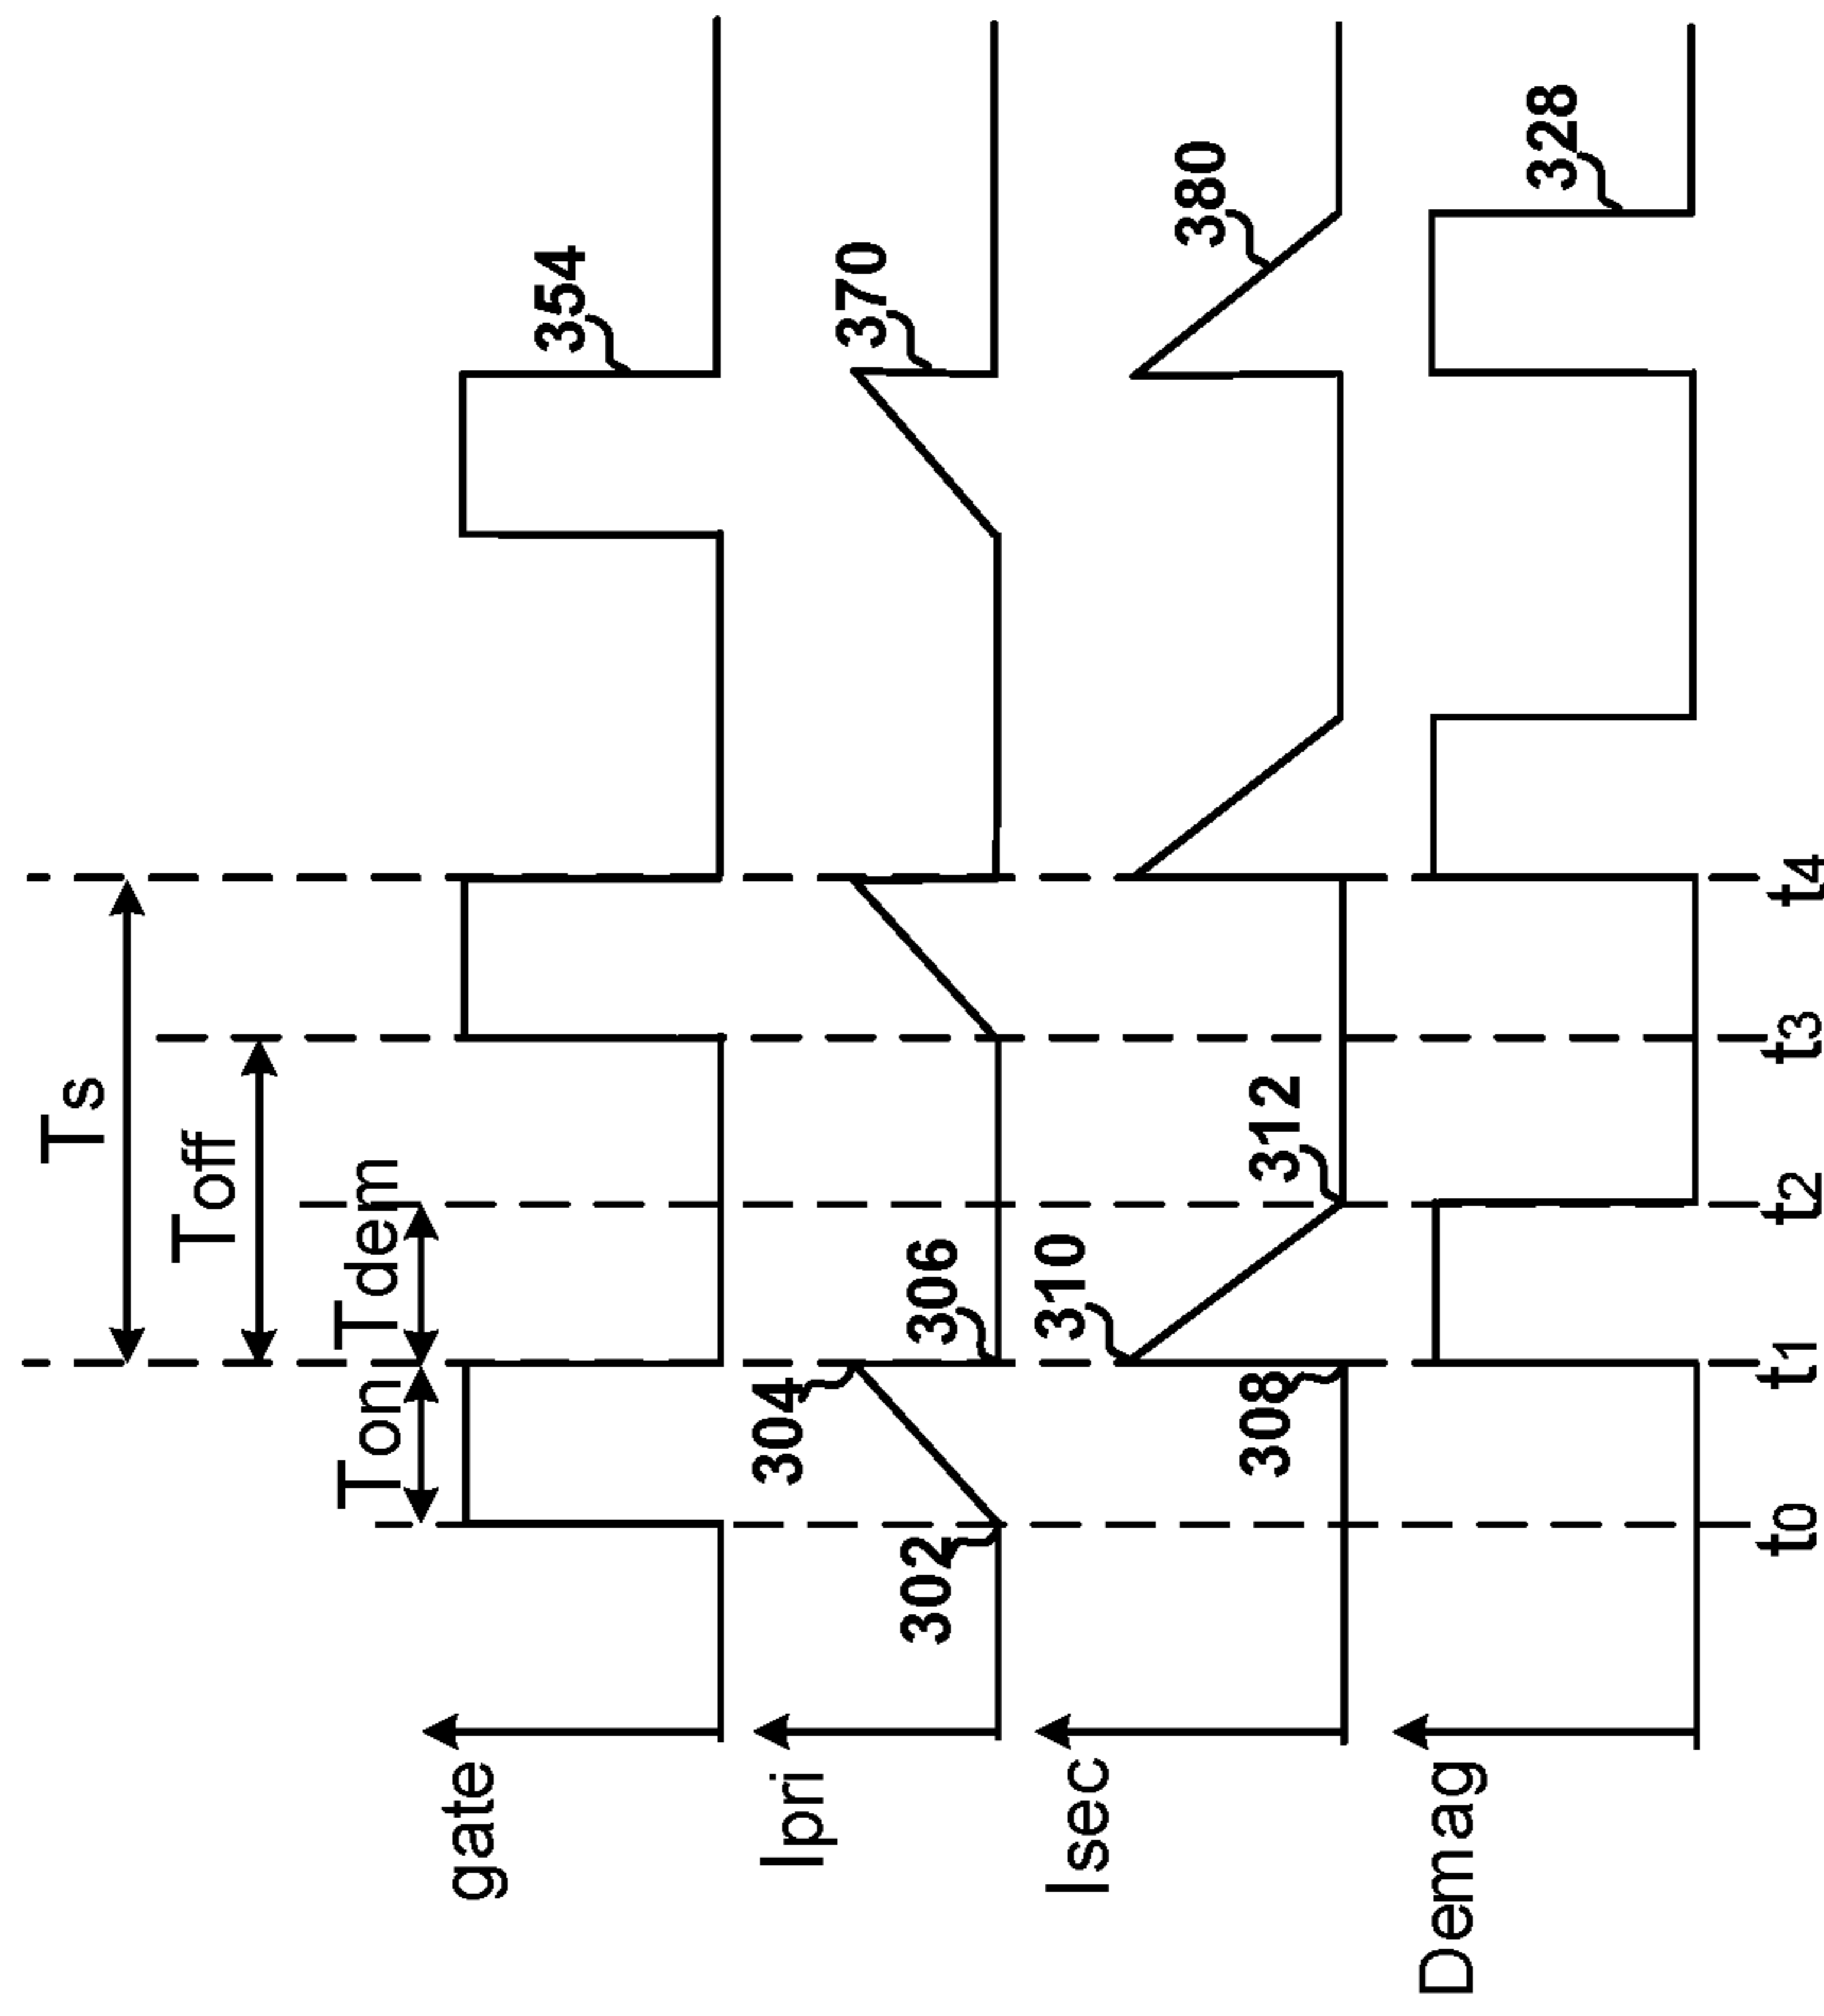 Ts
Toff
Ton
Tdem
gate
354
304
306
370
Ipri
302
310
380
Isec
308
312
328
Demag
t0
t1
t2
t3
t4